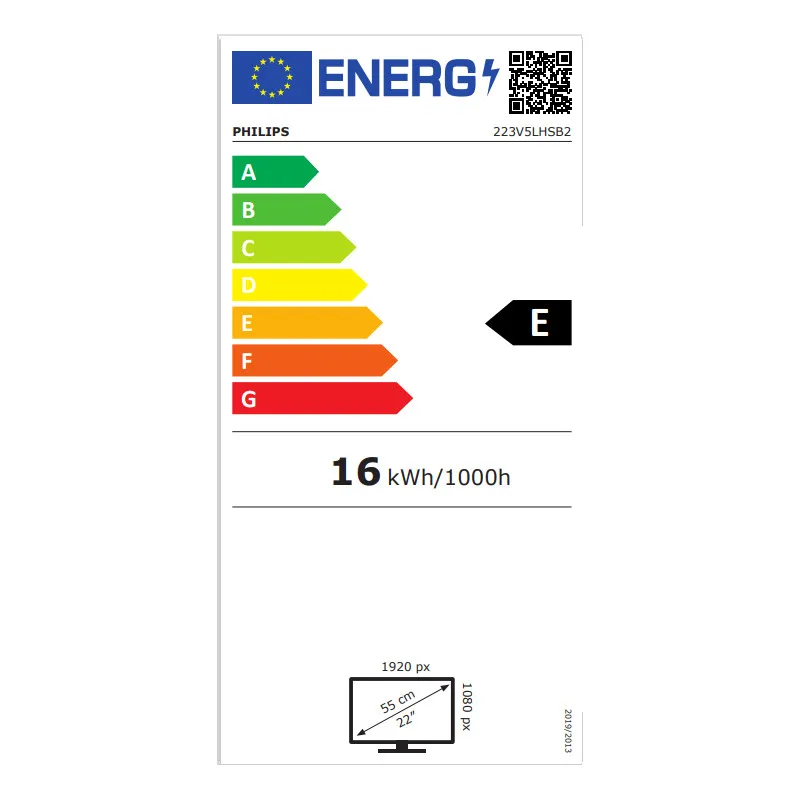 ENERG
PHILIPS 223V5LHSB2
A
B
C
D
E
E
F
G
16 kWh/1000h
1920 px
1080 px
55 cm
22"
2019/2013